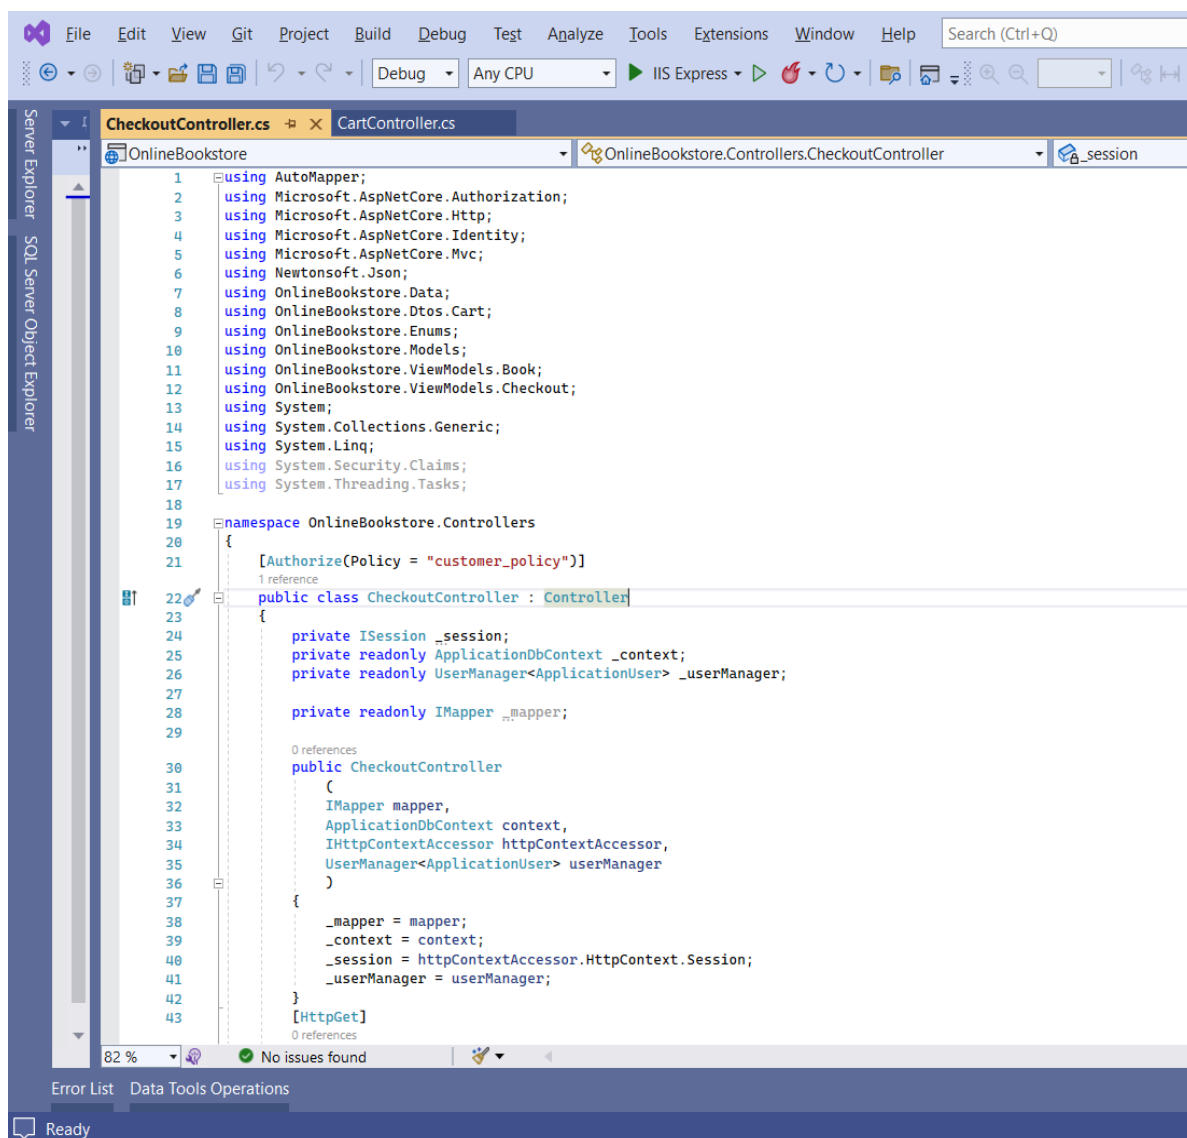 File Edit View Git Project Build Debug Test Analyze Tools Extensions Window Help Search (Ctrl+Q)
Debug Any CPU IIS Express
Server Explorer
SQL Server Object Explorer
CheckoutController.cs CartController.cs
OnlineBookstore OnlineBookstore.Controllers.CheckoutController _session
1 using AutoMapper;
2 using Microsoft.AspNetCore.Authorization;
3 using Microsoft.AspNetCore.Http;
4 using Microsoft.AspNetCore.Identity;
5 using Microsoft.AspNetCore.Mvc;
6 using Newtonsoft.Json;
7 using OnlineBookstore.Data;
8 using OnlineBookstore.Dtos.Cart;
9 using OnlineBookstore.Enums;
10 using OnlineBookstore.Models;
11 using OnlineBookstore.ViewModels.Book;
12 using OnlineBookstore.ViewModels.Checkout;
13 using System;
14 using System.Collections.Generic;
15 using System.Linq;
16 using System.Security.Claims;
17 using System.Threading.Tasks;
18
19 namespace OnlineBookstore.Controllers
20 {
21 [Authorize(Policy = "customer_policy")]
1 reference
22 public class CheckoutController : Controller
23 {
24 private ISession _session;
25 private readonly ApplicationDbContext _context;
26 private readonly UserManager<ApplicationUser> _userManager;
27
28 private readonly IMapper _mapper;
29
0 references
30 public CheckoutController
31 (
32 IMapper mapper,
33 ApplicationDbContext context,
34 IHttpContextAccessor httpContextAccessor,
35 UserManager<ApplicationUser> userManager
36 )
37 {
38 _mapper = mapper;
39 _context = context;
40 _session = httpContextAccessor.HttpContext.Session;
41 _userManager = userManager;
42 }
43 [HttpGet]
0 references
82 % No issues found
Error List Data Tools Operations
Ready